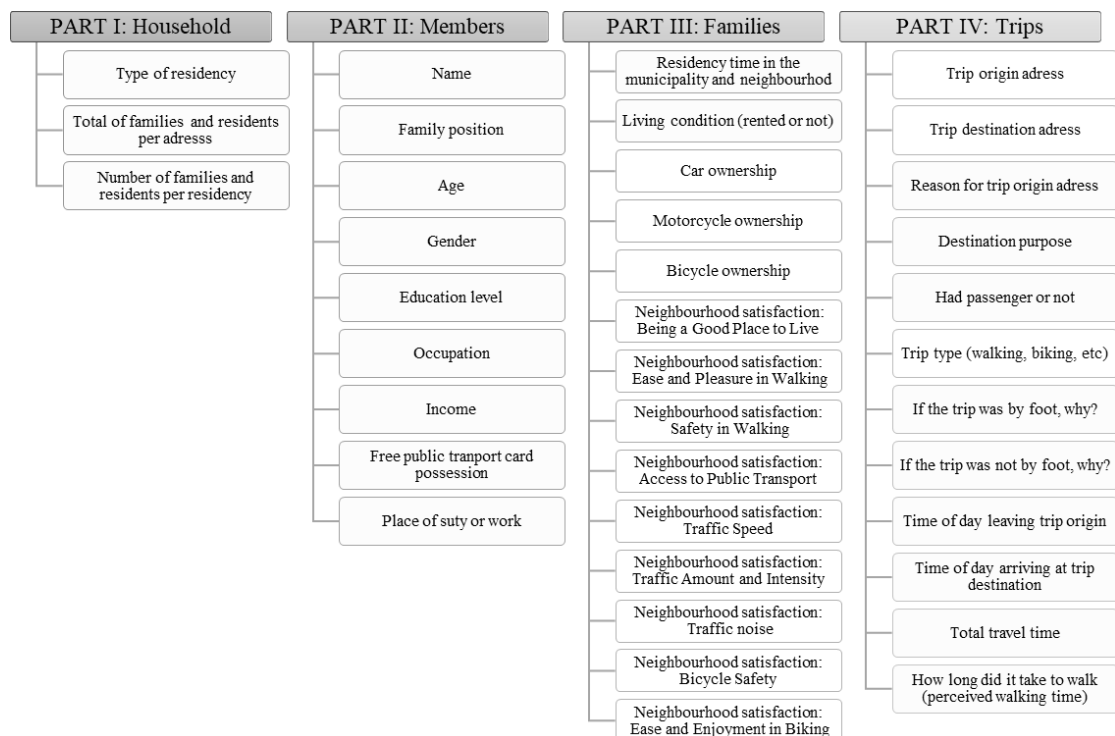 PART I: Household
Type of residency
Total of families and residents
per adresss
Number of families and
residents per residency
PART II: Members
Name
Family position
Age
Gender
Education level
Occupation
Income
Free public tranport card
possession
Place of suty or work
PART III: Families
Residency time in the
municipality and neighbourhod
Living condition (rented or not)
Car ownership
Motorcycle ownership
Bicycle ownership
Neighbourhood satisfaction:
Being a Good Place to Live
Neighbourhood satisfaction:
Ease and Pleasure in Walking
Neighbourhood satisfaction:
Safety in Walking
Neighbourhood satisfaction:
Access to Public Transport
Neighbourhood satisfaction:
Traffic Speed
Neighbourhood satisfaction:
Traffic Amount and Intensity
Neighbourhood satisfaction:
Traffic noise
Neighbourhood satisfaction:
Bicycle Safety
Neighbourhood satisfaction:
Ease and Enjoyment in Biking
PART IV: Trips
Trip origin adress
Trip destination adress
Reason for trip origin adress
Destination purpose
Had passenger or not
Trip type (walking, biking, etc)
If the trip was by foot, why?
If the trip was not by foot, why?
Time of day leaving trip origin
Time of day arriving at trip
destination
Total travel time
How long did it take to walk
(perceived walking time)